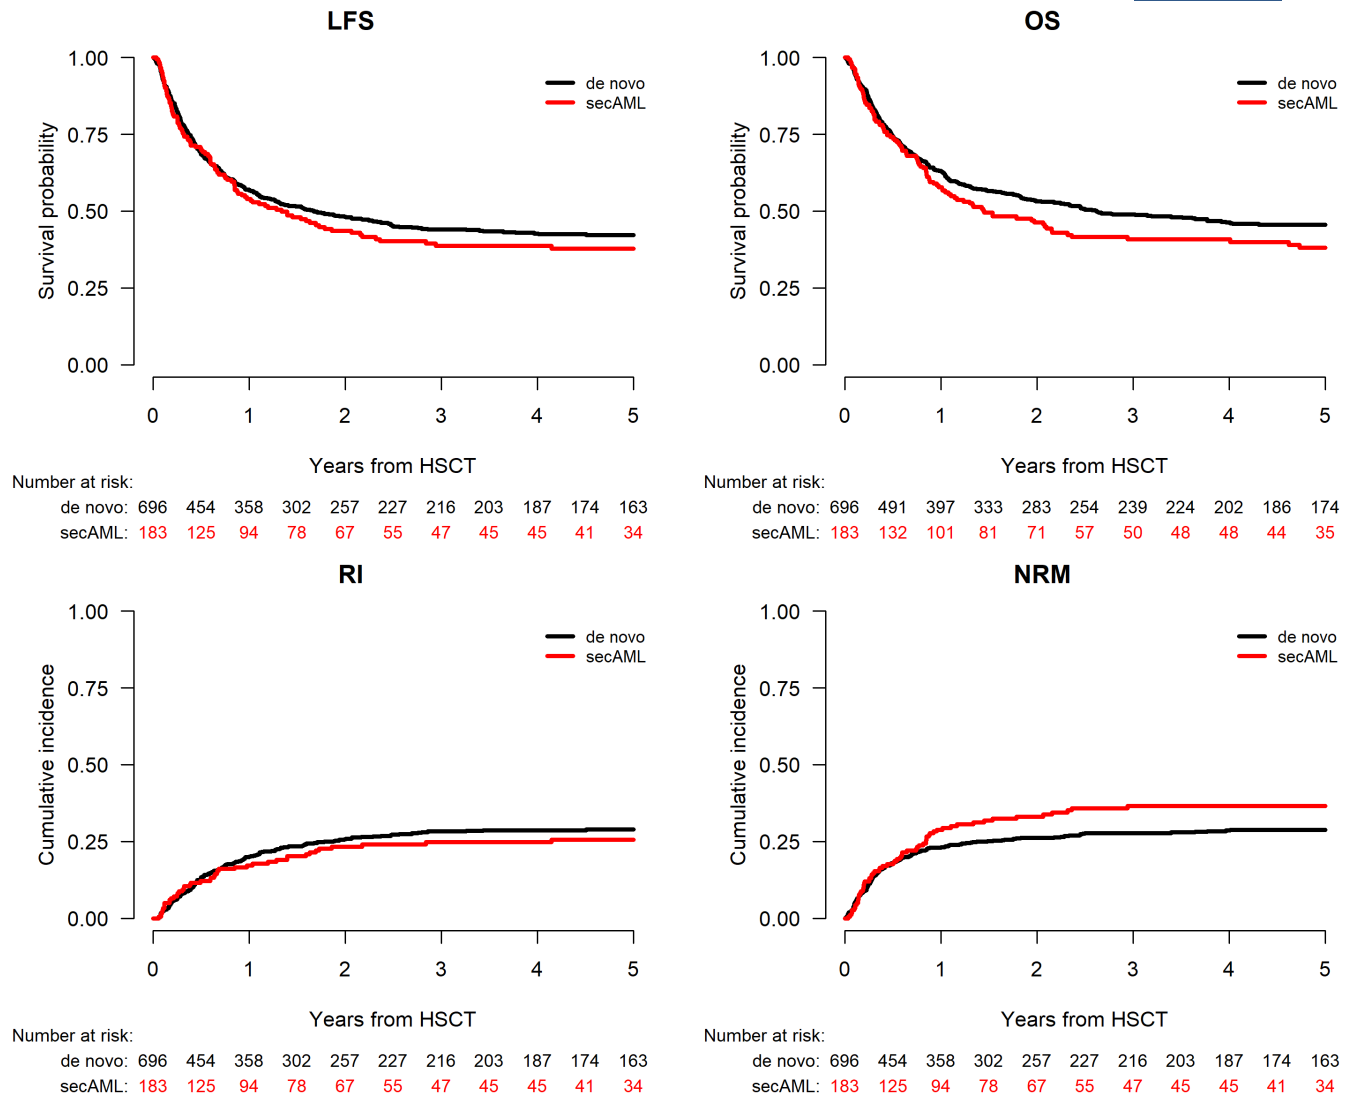 LFS
1.00
0.75
0.50
0.25
0.00
Survival probability
de novo
secAML
0 1 2 3 4 5
Years from HSCT
Number at risk:
de novo: 696 454 358 302 257 227 216 203 187 174 163
secAML: 183 125 94 78 67 55 47 45 45 41 34
OS
1.00
0.75
0.50
0.25
0.00
Survival probability
de novo
secAML
0 1 2 3 4 5
Years from HSCT
Number at risk:
de novo: 696 491 397 333 283 254 239 224 202 186 174
secAML: 183 132 101 81 71 57 50 48 48 44 35
RI
1.00
0.75
0.50
0.25
0.00
Cumulative incidence
de novo
secAML
0 1 2 3 4 5
Years from HSCT
Number at risk:
de novo: 696 454 358 302 257 227 216 203 187 174 163
secAML: 183 125 94 78 67 55 47 45 45 41 34
NRM
1.00
0.75
0.50
0.25
0.00
Cumulative incidence
de novo
secAML
0 1 2 3 4 5
Years from HSCT
Number at risk:
de novo: 696 454 358 302 257 227 216 203 187 174 163
secAML: 183 125 94 78 67 55 47 45 45 41 34